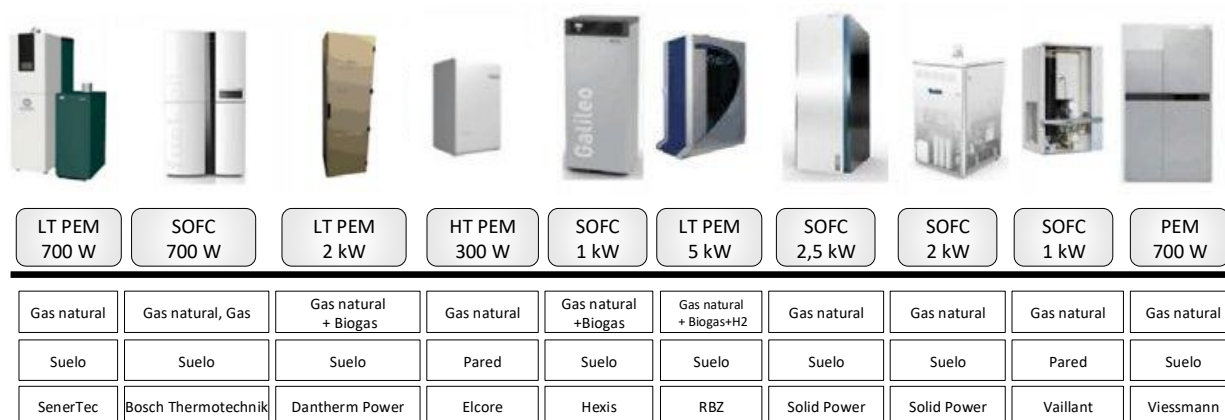 Galileo
LT PEM
700 W
SOFC
700 W
LT PEM
2 kW
HT PEM
300 W
SOFC
1 kW
LT PEM
5 kW
SOFC
2,5 kW
SOFC
2 kW
SOFC
1 kW
PEM
700 W
Gas natural
Gas natural, Gas
Gas natural
+ Biogas
Gas natural
Gas natural
+Biogas
Gas natural
+ Biogas+H2
Gas natural
Gas natural
Gas natural
Gas natural
Suelo
Suelo
Suelo
Pared
Suelo
Suelo
Suelo
Suelo
Pared
Suelo
SenerTec
Bosch Thermotechnik
Dantherm Power
Elcore
Hexis
RBZ
Solid Power
Solid Power
Vaillant
Viessmann